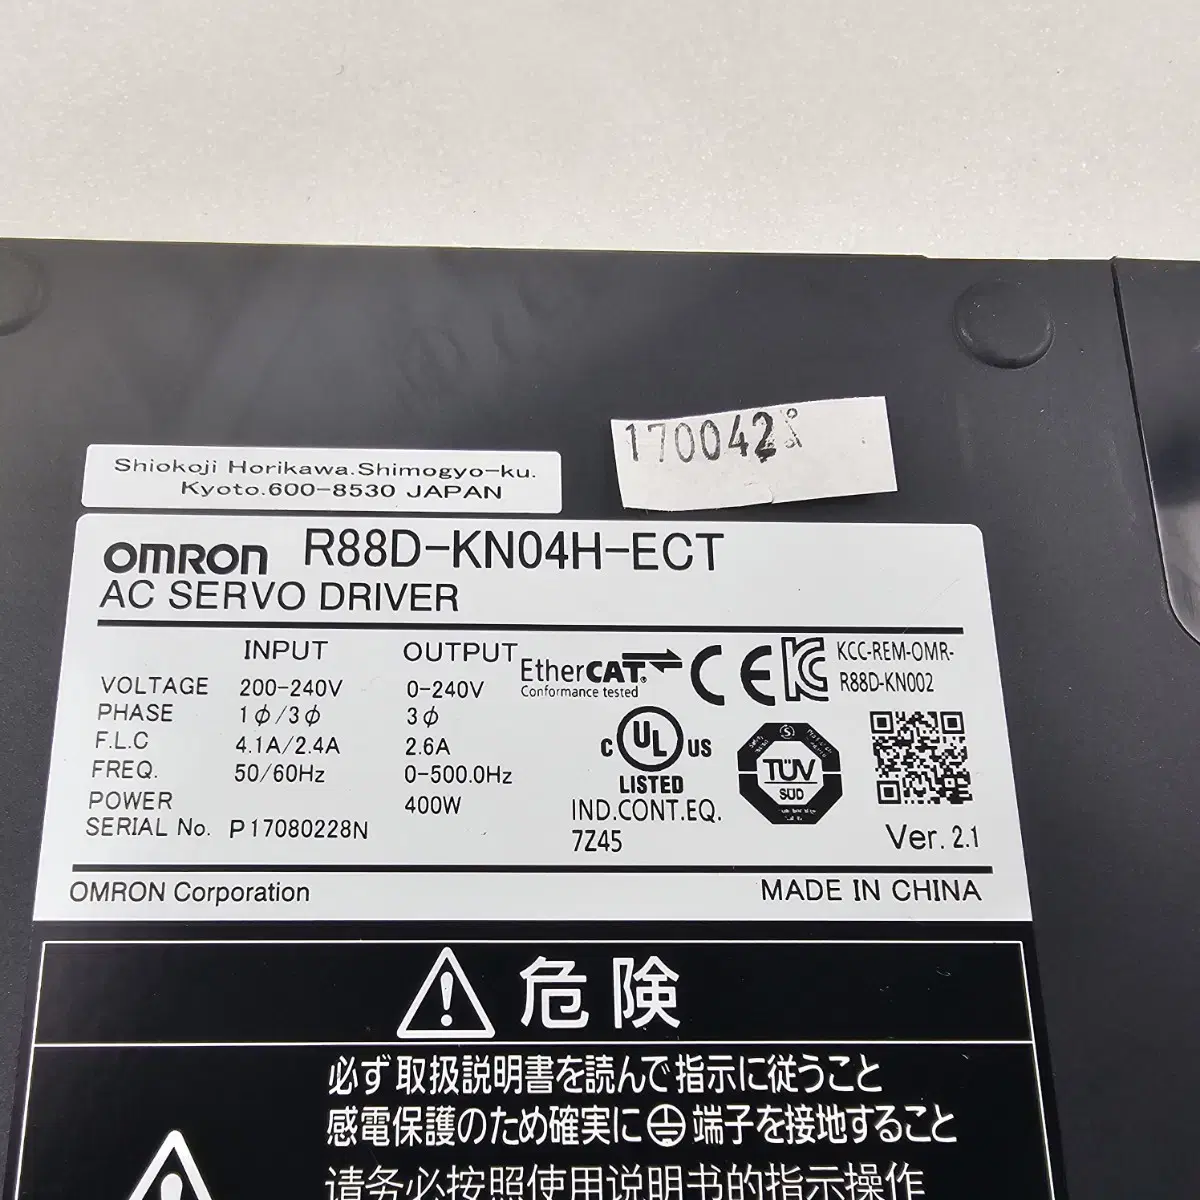 170042
Shiokoji Horikawa.Shimogyo-ku.
Kyoto.600-8530 JAPAN
OMRON R88D-KN04H-ECT
AC SERVO DRIVER
INPUT OUTPUT
VOLTAGE 200-240V 0-240V
PHASE 1ϕ/3ϕ 3ϕ
F.L.C 4.1A/2.4A 2.6A
FREQ. 50/60Hz 0-500.0Hz
POWER 400W
SERIAL No. P17080228N
EtherCAT®
Conformance tested
CE
KCC-REM-OMR-
R88D-KN002
C UL US
LISTED
IND.CONT.EQ.
7Z45
TÜV
SÜD
Ver. 2.1
OMRON Corporation MADE IN CHINA
危険
必ず取扱説明書を読んで指示に従うこと
感電保護のため確実に⏚端子を接地すること
请务必按照使用说明书的指示操作